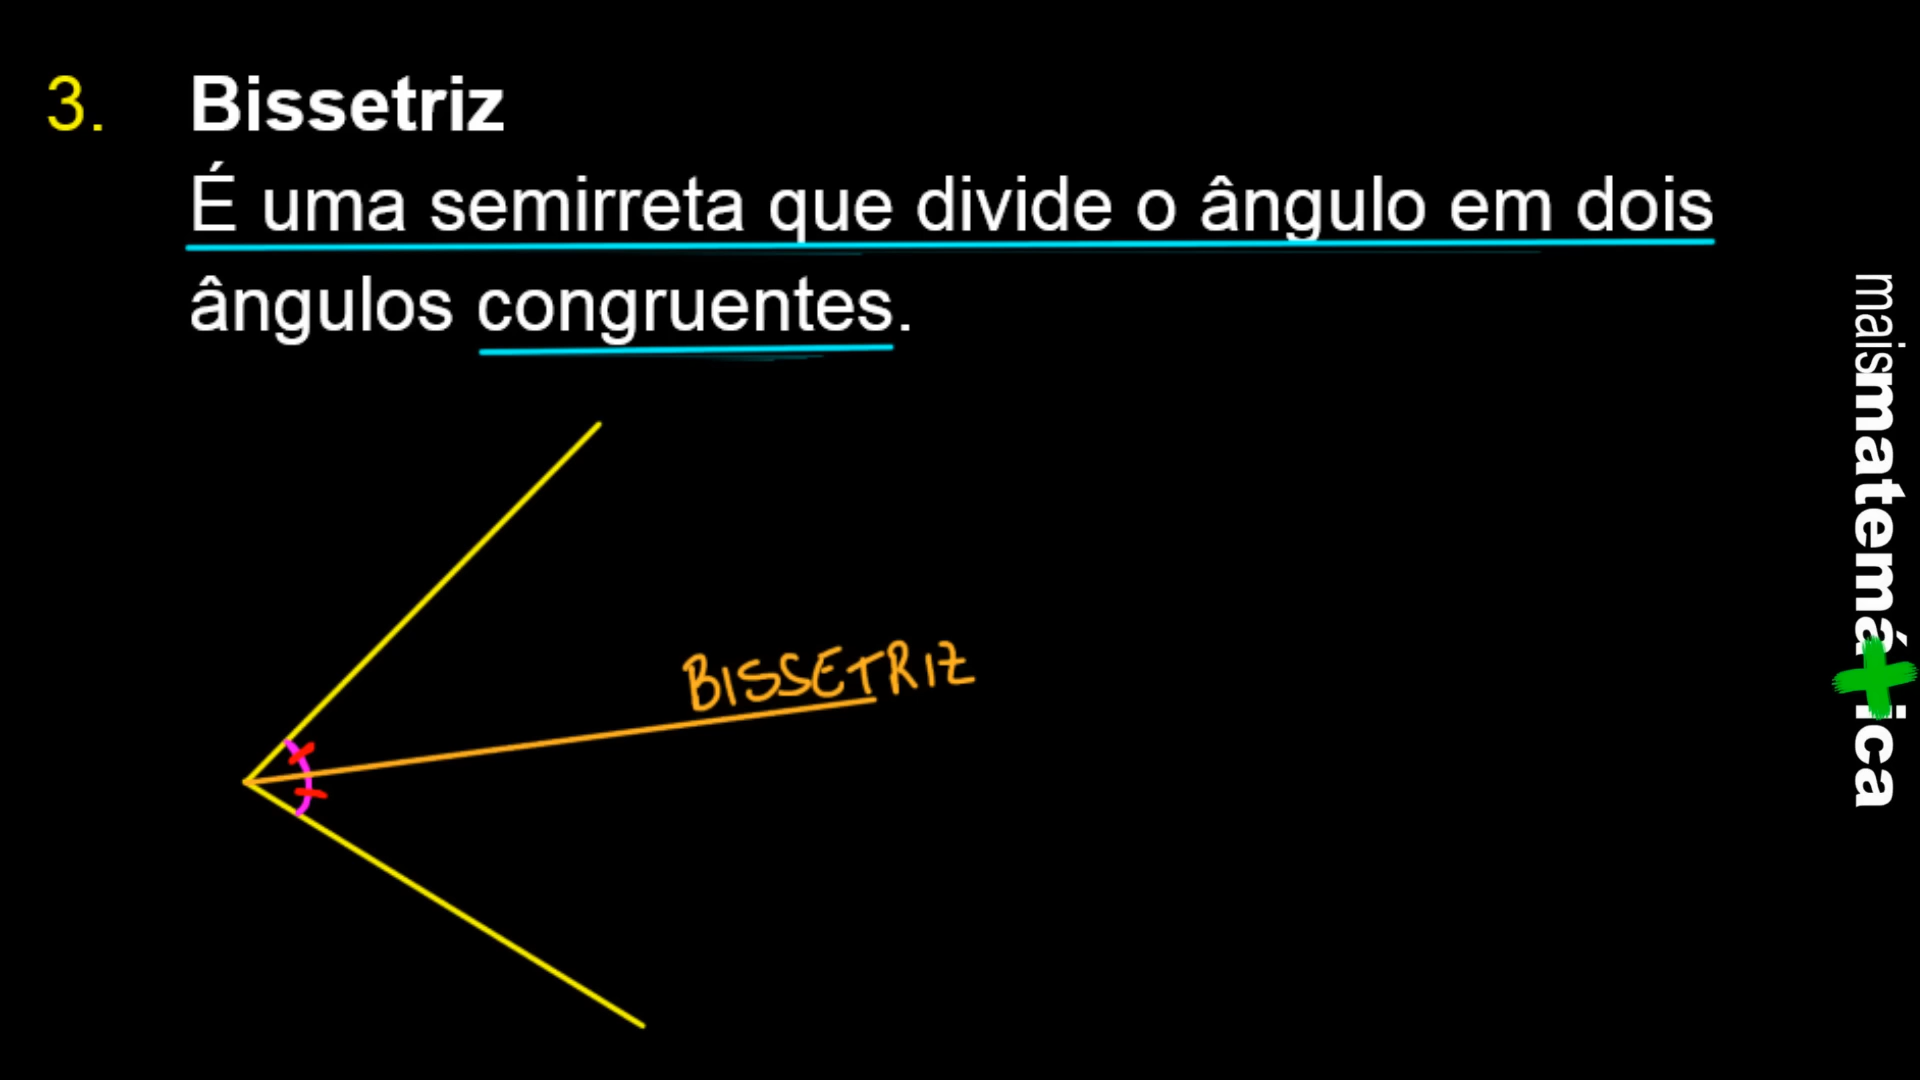 3. Bissetriz
É uma semirreta que divide o ângulo em dois
ângulos congruentes.
BISSETRIZ
maismatemática